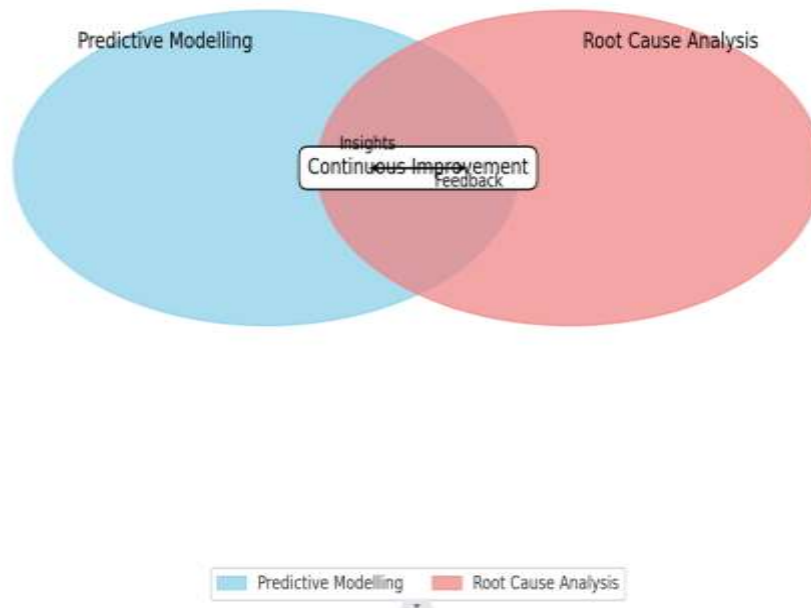 Predictive Modelling
Root Cause Analysis
Insights
Continuous Improvement
Feedback
Predictive Modelling
Root Cause Analysis